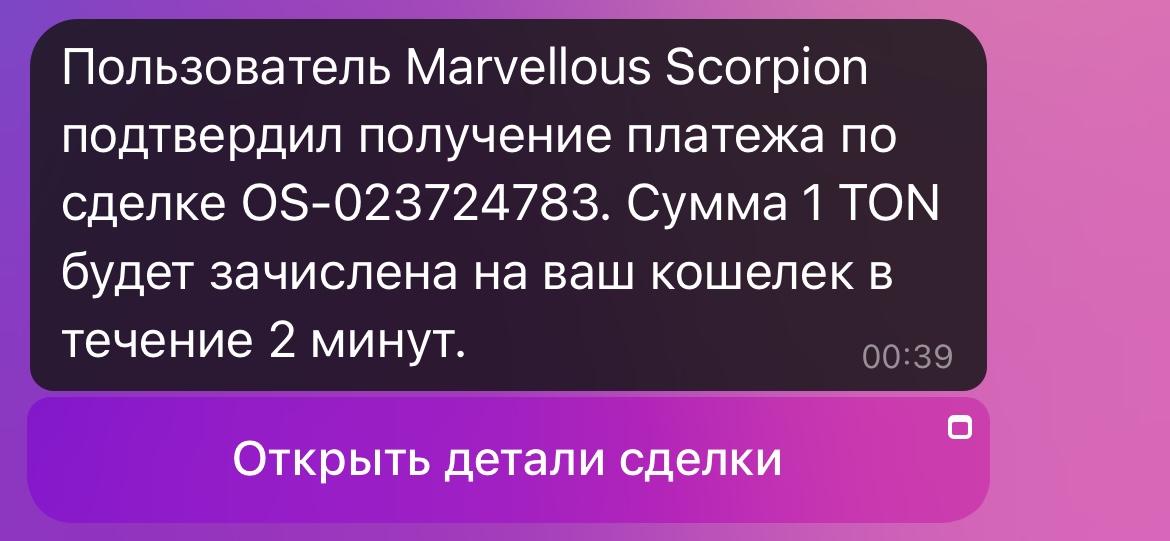 Пользователь Marvellous Scorpion
подтвердил получение платежа по
сделке OS-023724783. Сумма 1 TON
будет зачислена на ваш кошелек в
течение 2 минут.
00:39
Открыть детали сделки